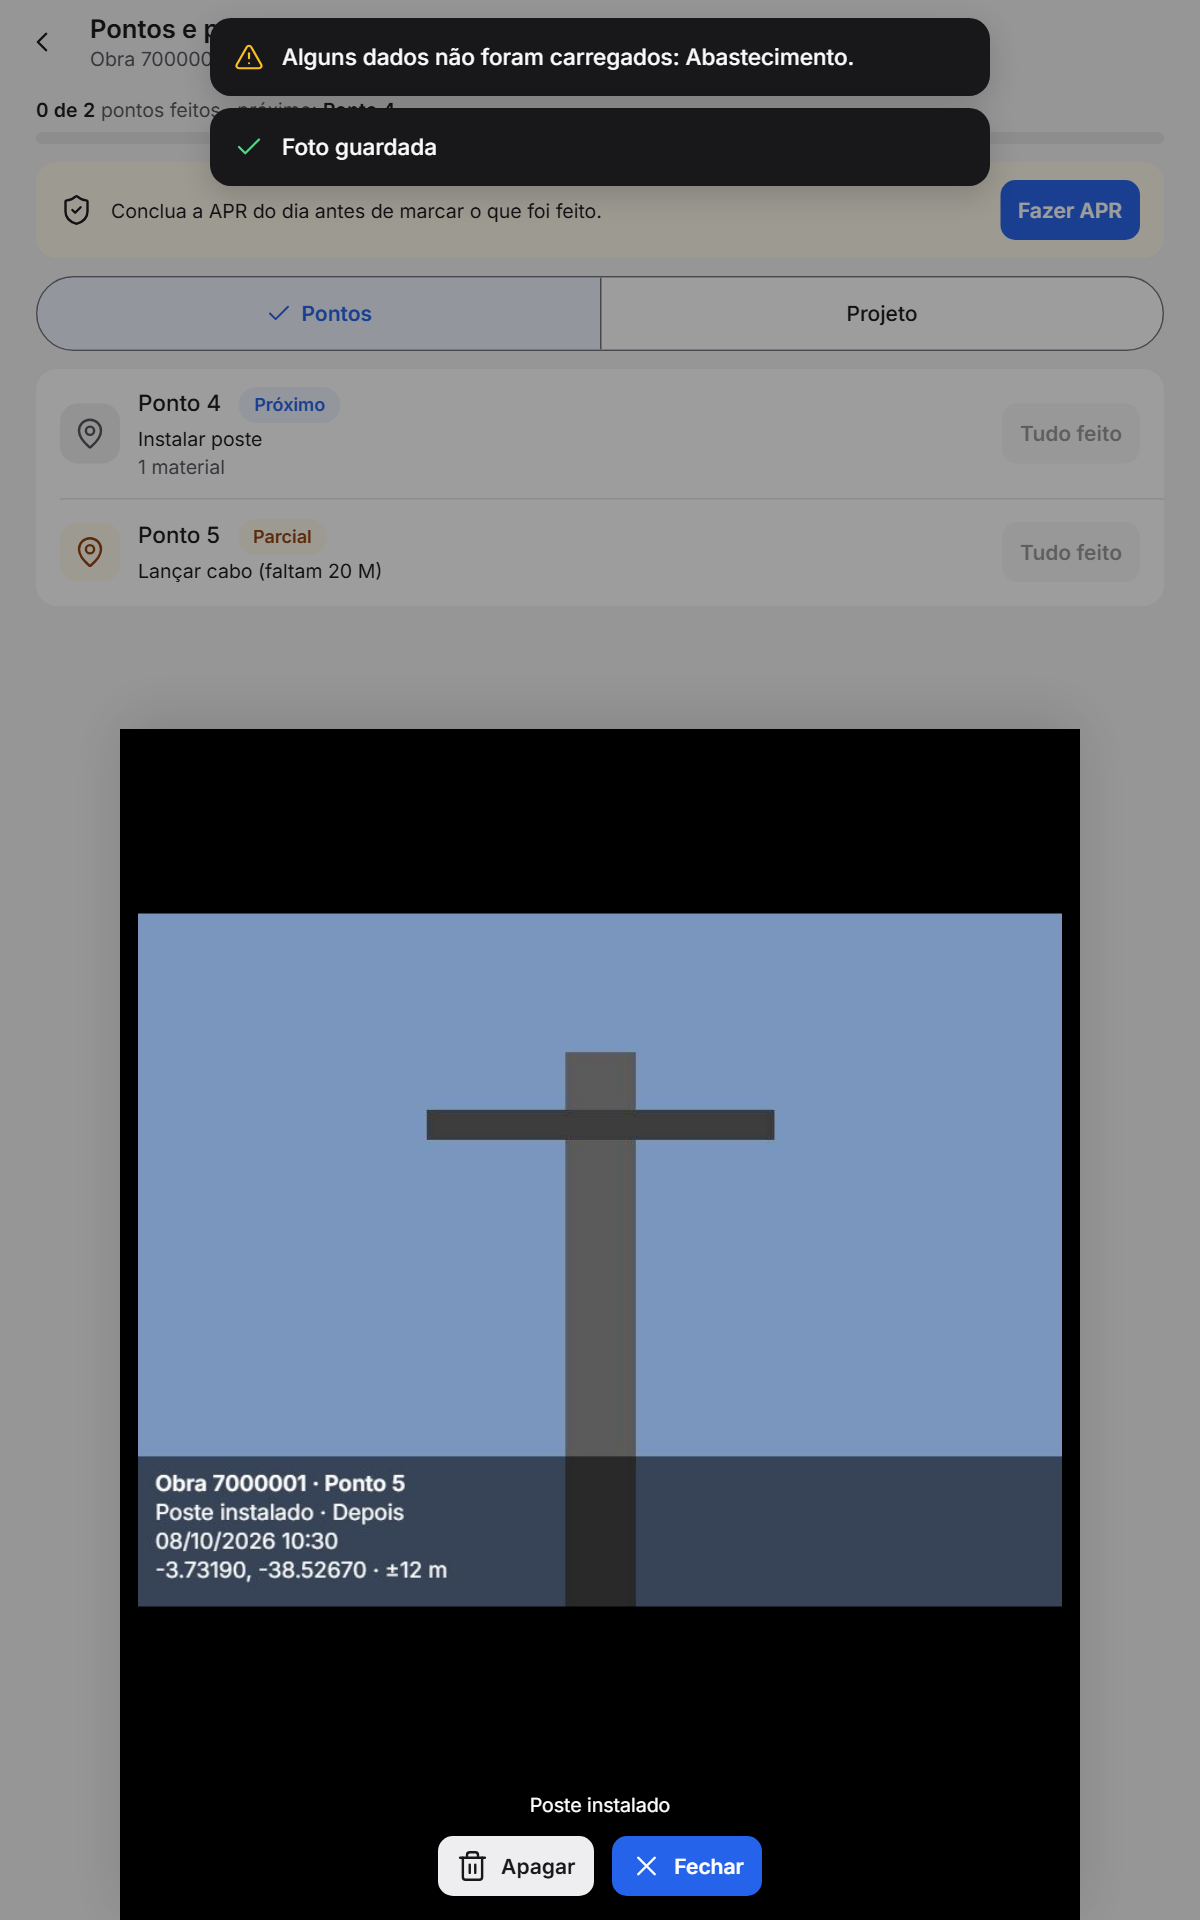 Pontos e
Obra 700000
Alguns dados não foram carregados: Abastecimento.
0 de 2 pontos feitos · próximo: Ponto 4
Foto guardada
Conclua a APR do dia antes de marcar o que foi feito.
Fazer APR
Pontos
Projeto
Ponto 4
Próximo
Instalar poste
1 material
Tudo feito
Ponto 5
Parcial
Lançar cabo (faltam 20 M)
Tudo feito
Obra 7000001 · Ponto 5
Poste instalado · Depois
08/10/2026 10:30
-3.73190, -38.52670 · ±12 m
Poste instalado
Apagar
Fechar